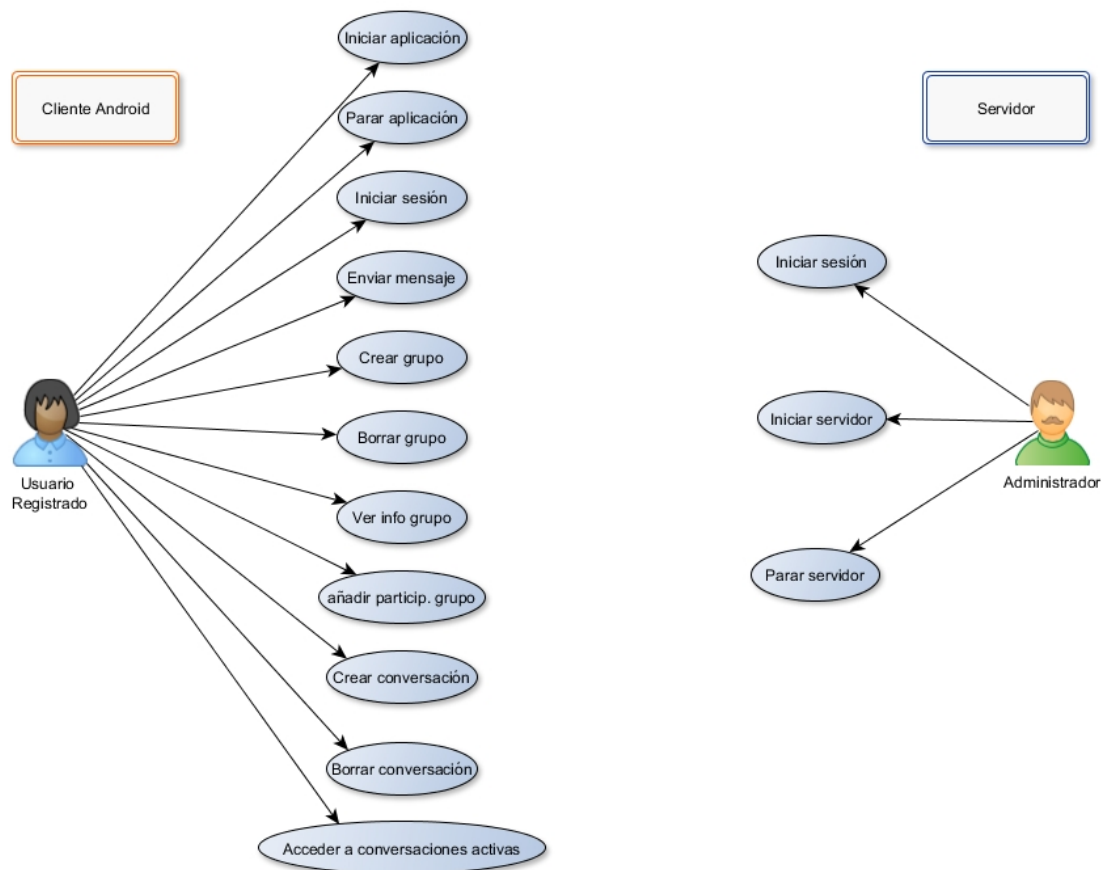 Iniciar aplicación
Cliente Android
Parar aplicación
Iniciar sesión
Enviar mensaje
Crear grupo
Borrar grupo
Usuario
Registrado
Ver info grupo
añadir particip. grupo
Crear conversación
Borrar conversación
Acceder a conversaciones activas
Servidor
Iniciar sesión
Iniciar servidor
Administrador
Parar servidor